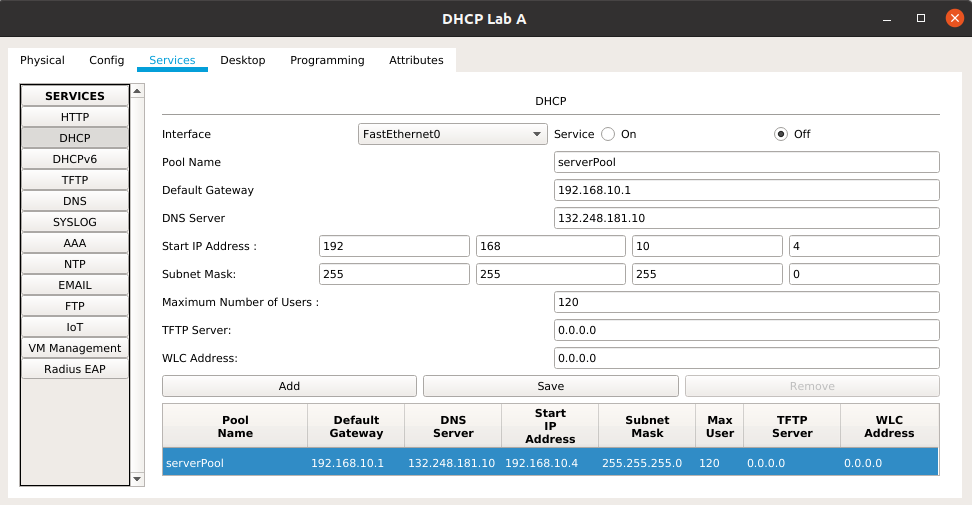 DHCP Lab A
Physical Config Services Desktop Programming Attributes
SERVICES
HTTP
DHCP
DHCPv6
TFTP
DNS
SYSLOG
AAA
NTP
EMAIL
FTP
IoT
VM Management
Radius EAP
DHCP
Interface FastEthernet0 Service On Off
Pool Name serverPool
Default Gateway 192.168.10.1
DNS Server 132.248.181.10
Start IP Address : 192 168 10 4
Subnet Mask: 255 255 255 0
Maximum Number of Users : 120
TFTP Server: 0.0.0.0
WLC Address: 0.0.0.0
Add Save Remove
Pool Name Default Gateway DNS Server Start IP Address Subnet Mask Max User TFTP Server WLC Address
serverPool 192.168.10.1 132.248.181.10 192.168.10.4 255.255.255.0 120 0.0.0.0 0.0.0.0